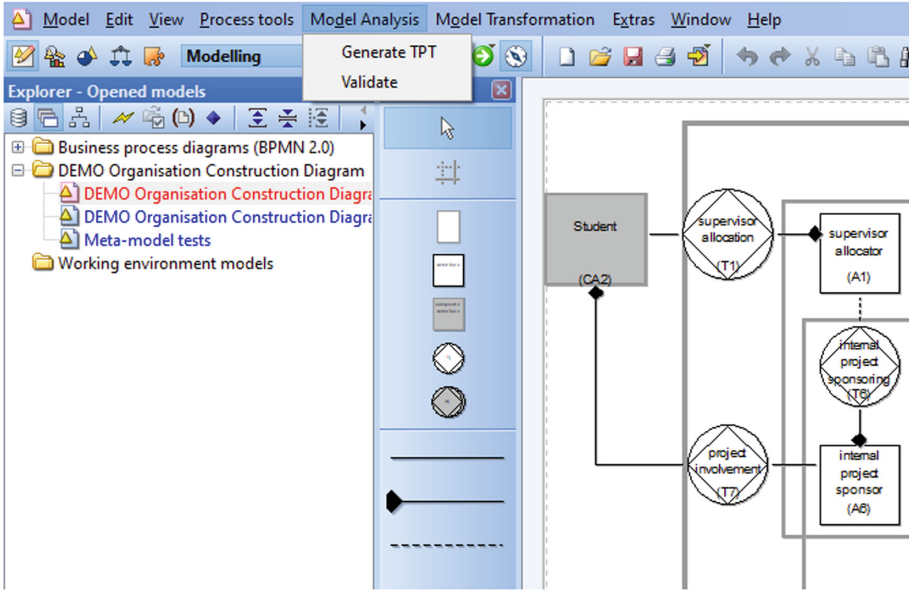 Model Edit View Process tools Model Analysis Model Transformation Extras Window Help
Modelling
Generate TPT
Validate
Explorer - Opened models
Business process diagrams (BPMN 2.0)
DEMO Organisation Construction Diagram
DEMO Organisation Construction Diagra
DEMO Organisation Construction Diagra
Meta-model tests
Working environment models
Student
(CA2)
supervisor
allocation
(T1)
supervisor
allocator
(A1)
internal
project
sponsoring
(T6)
project
involvement
(T7)
internal
project
sponsor
(A6)